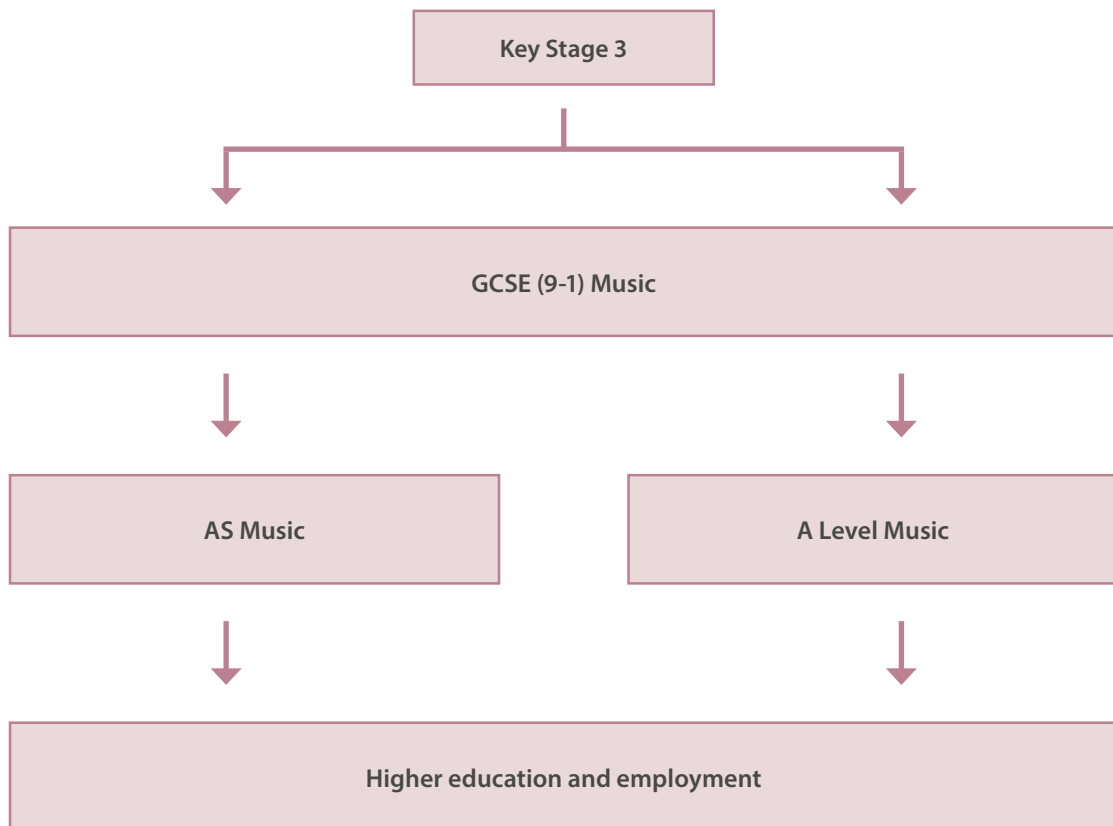 Key Stage 3
GCSE (9-1) Music
AS Music
A Level Music
Higher education and employment